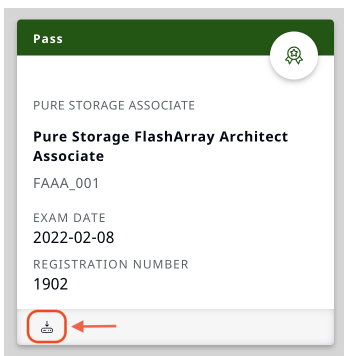 Pass
PURE STORAGE ASSOCIATE
Pure Storage FlashArray Architect
Associate
FAAA_001
EXAM DATE
2022-02-08
REGISTRATION NUMBER
1902